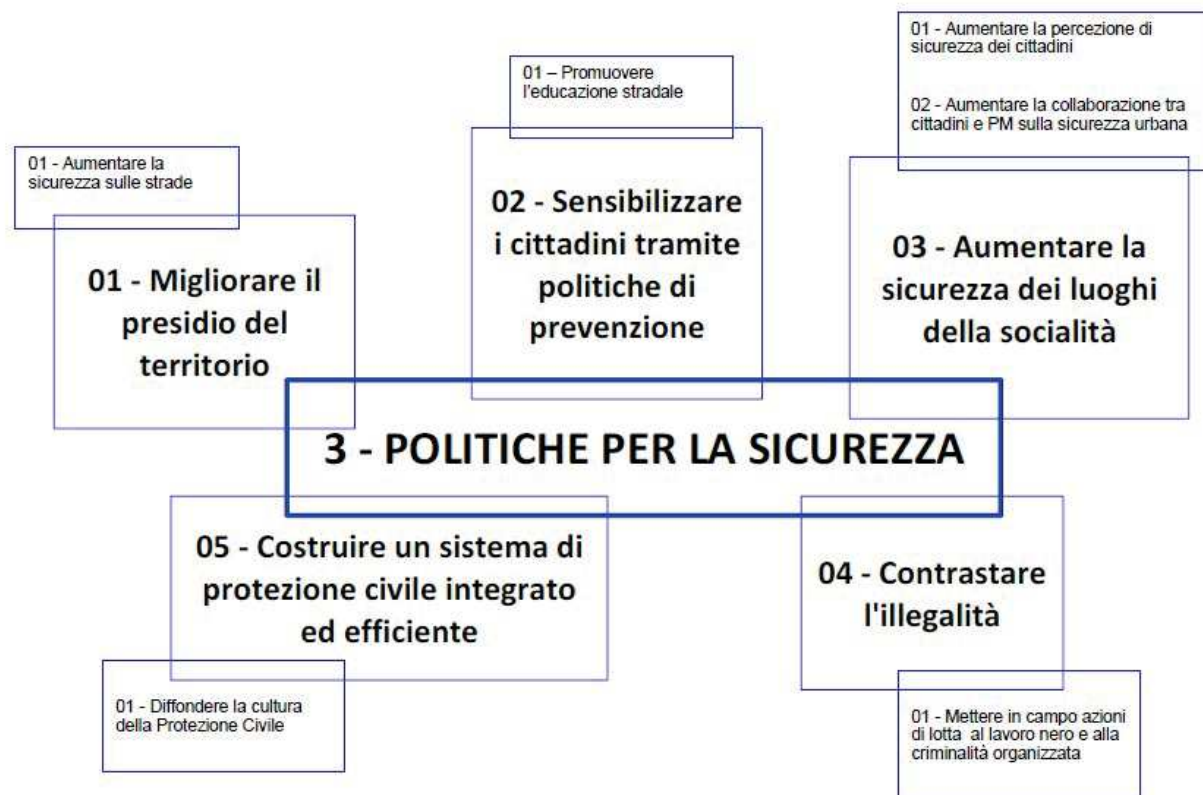 01 - Aumentare la
sicurezza sulle strade
01 - Migliorare il
presidio del
territorio
01 – Promuovere
l'educazione stradale
02 - Sensibilizzare
i cittadini tramite
politiche di
prevenzione
01 - Aumentare la percezione di
sicurezza dei cittadini
02 - Aumentare la collaborazione tra
cittadini e PM sulla sicurezza urbana
03 - Aumentare la
sicurezza dei luoghi
della socialità
3 - POLITICHE PER LA SICUREZZA
05 - Costruire un sistema di
protezione civile integrato
ed efficiente
01 - Diffondere la cultura
della Protezione Civile
04 - Contrastare
l'illegalità
01 - Mettere in campo azioni
di lotta al lavoro nero e alla
criminalità organizzata